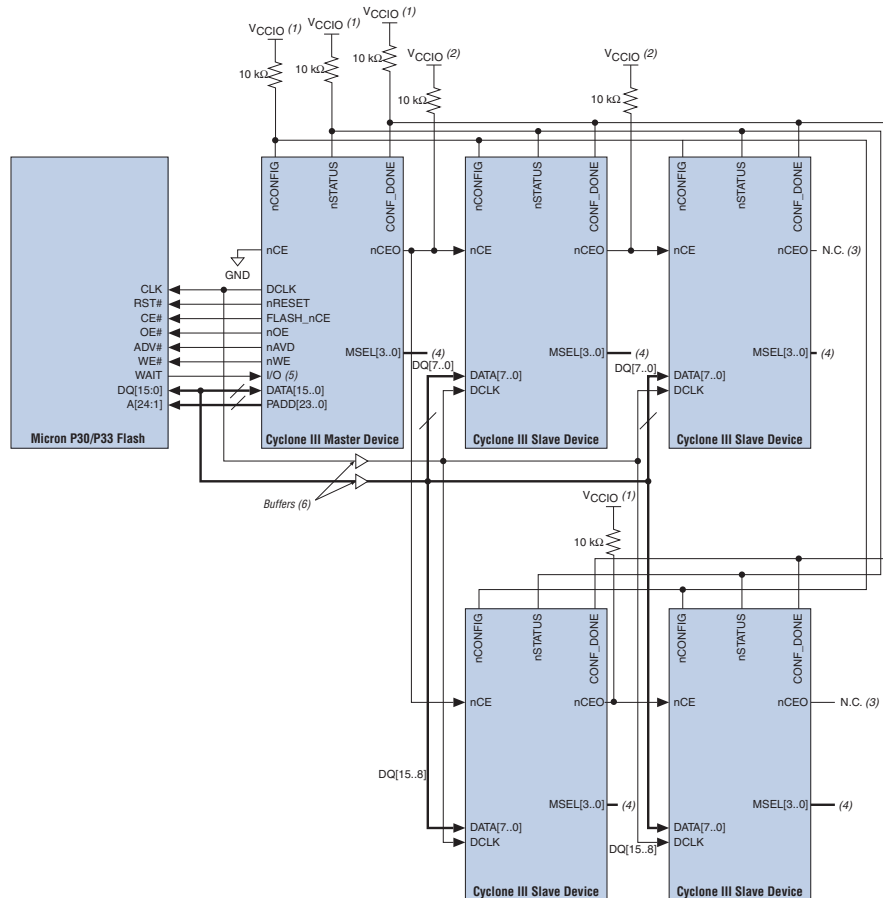 VCCIO (1)
VCCIO (1)
VCCIO (1)
VCCIO (2)
VCCIO (2)
10 kΩ
10 kΩ
10 kΩ
10 kΩ
10 kΩ
nCONFIG
nSTATUS
CONF_DONE
nCE
GND
nCEO
DCLK
nRESET
FLASH_nCE
nOE
nAVD
nWE
I/O (5)
DATA[15..0]
PADD[23..0]
MSEL[3..0]
(4)
Cyclone III Master Device
CLK
RST#
CE#
OE#
ADV#
WE#
WAIT
DQ[15:0]
A[24:1]
Micron P30/P33 Flash
nCONFIG
nSTATUS
CONF_DONE
nCE
nCEO
MSEL[3..0]
(4)
DQ[7..0]
DATA[7..0]
DCLK
Cyclone III Slave Device
nCONFIG
nSTATUS
CONF_DONE
nCE
nCEO
N.C. (3)
MSEL[3..0]
(4)
DQ[7..0]
DATA[7..0]
DCLK
Cyclone III Slave Device
Buffers (6)
VCCIO (1)
10 kΩ
nCONFIG
nSTATUS
CONF_DONE
nCE
nCEO
DQ[15..8]
MSEL[3..0]
(4)
DATA[7..0]
DCLK
Cyclone III Slave Device
nCONFIG
nSTATUS
CONF_DONE
nCE
nCEO
N.C. (3)
MSEL[3..0]
(4)
DATA[7..0]
DCLK
DQ[15..8]
Cyclone III Slave Device